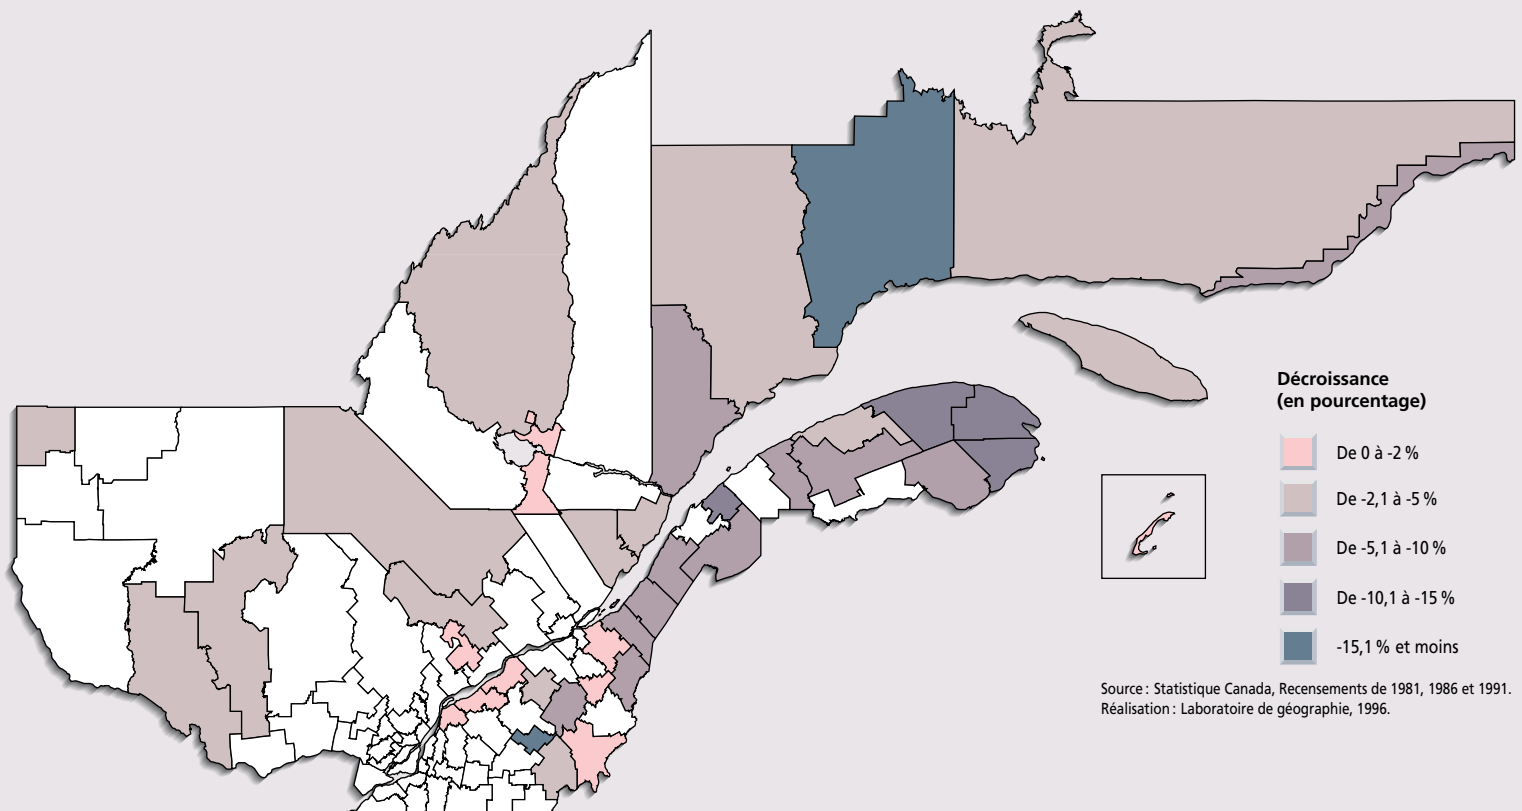 Décroissance
(en pourcentage)
De 0 à -2 %
De -2,1 à -5 %
De -5,1 à -10 %
De -10,1 à -15 %
-15,1 % et moins
Source : Statistique Canada, Recensements de 1981, 1986 et 1991.
Réalisation : Laboratoire de géographie, 1996.